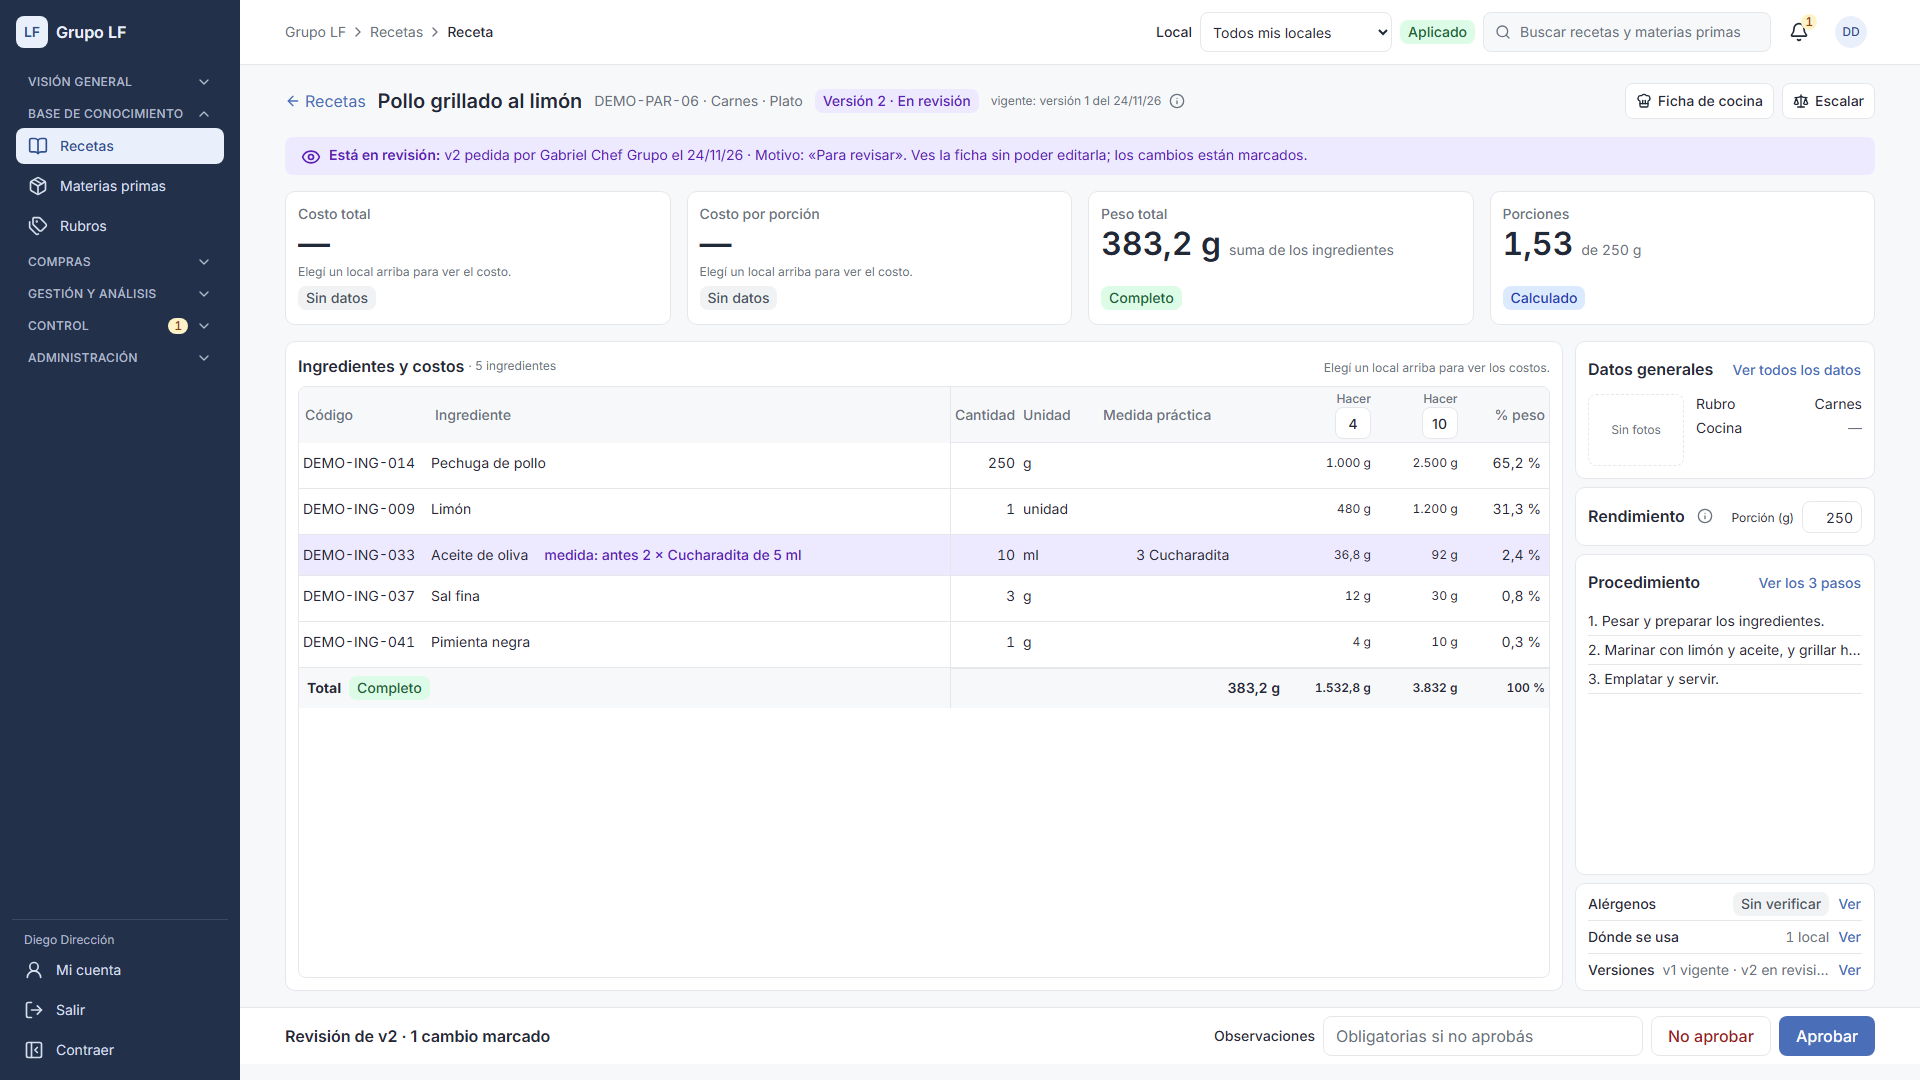 LF Grupo LF
VISIÓN GENERAL
BASE DE CONOCIMIENTO
Recetas
Materias primas
Rubros
COMPRAS
GESTIÓN Y ANÁLISIS
CONTROL 1
ADMINISTRACIÓN
Diego Dirección
Mi cuenta
Salir
Contraer
Grupo LF > Recetas > Receta
Local Todos mis locales Aplicado Buscar recetas y materias primas 1 DD
← Recetas Pollo grillado al limón DEMO-PAR-06 · Carnes · Plato Versión 2 · En revisión vigente: versión 1 del 24/11/26
Ficha de cocina Escalar
Está en revisión: v2 pedida por Gabriel Chef Grupo el 24/11/26 · Motivo: «Para revisar». Ves la ficha sin poder editarla; los cambios están marcados.
Costo total
—
Elegí un local arriba para ver el costo.
Sin datos
Costo por porción
—
Elegí un local arriba para ver el costo.
Sin datos
Peso total
383,2 g suma de los ingredientes
Completo
Porciones
1,53 de 250 g
Calculado
Ingredientes y costos · 5 ingredientes Elegí un local arriba para ver los costos.
Código Ingrediente Cantidad Unidad Medida práctica Hacer 4 Hacer 10 % peso
DEMO-ING-014 Pechuga de pollo 250 g 1.000 g 2.500 g 65,2 %
DEMO-ING-009 Limón 1 unidad 480 g 1.200 g 31,3 %
DEMO-ING-033 Aceite de oliva medida: antes 2 × Cucharadita de 5 ml 10 ml 3 Cucharadita 36,8 g 92 g 2,4 %
DEMO-ING-037 Sal fina 3 g 12 g 30 g 0,8 %
DEMO-ING-041 Pimienta negra 1 g 4 g 10 g 0,3 %
Total Completo 383,2 g 1.532,8 g 3.832 g 100 %
Datos generales Ver todos los datos
Sin fotos
Rubro Carnes
Cocina —
Rendimiento Porción (g) 250
Procedimiento Ver los 3 pasos
1. Pesar y preparar los ingredientes.
2. Marinar con limón y aceite, y grillar h...
3. Emplatar y servir.
Alérgenos Sin verificar Ver
Dónde se usa 1 local Ver
Versiones v1 vigente · v2 en revisi... Ver
Revisión de v2 · 1 cambio marcado
Observaciones Obligatorias si no aprobás No aprobar Aprobar